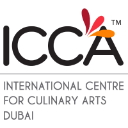 ICCA™
INTERNATIONAL CENTRE
FOR CULINARY ARTS
DUBAI